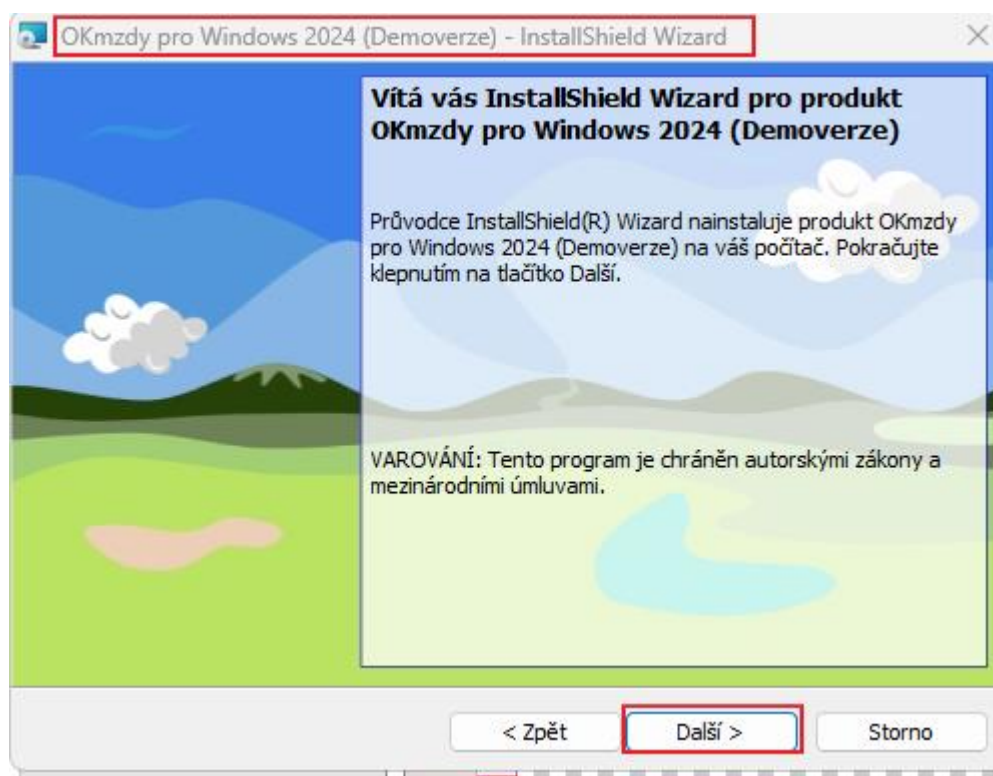 OKmzdy pro Windows 2024 (Demoverze) - InstallShield Wizard
Vítá vás InstallShield Wizard pro produkt
OKmzdy pro Windows 2024 (Demoverze)
Průvodce InstallShield(R) Wizard nainstaluje produkt OKmzdy
pro Windows 2024 (Demoverze) na váš počítač. Pokračujte
klepnutím na tlačítko Další.
VAROVÁNÍ: Tento program je chráněn autorskými zákony a
mezinárodními úmluvami.
< Zpět Další > Storno